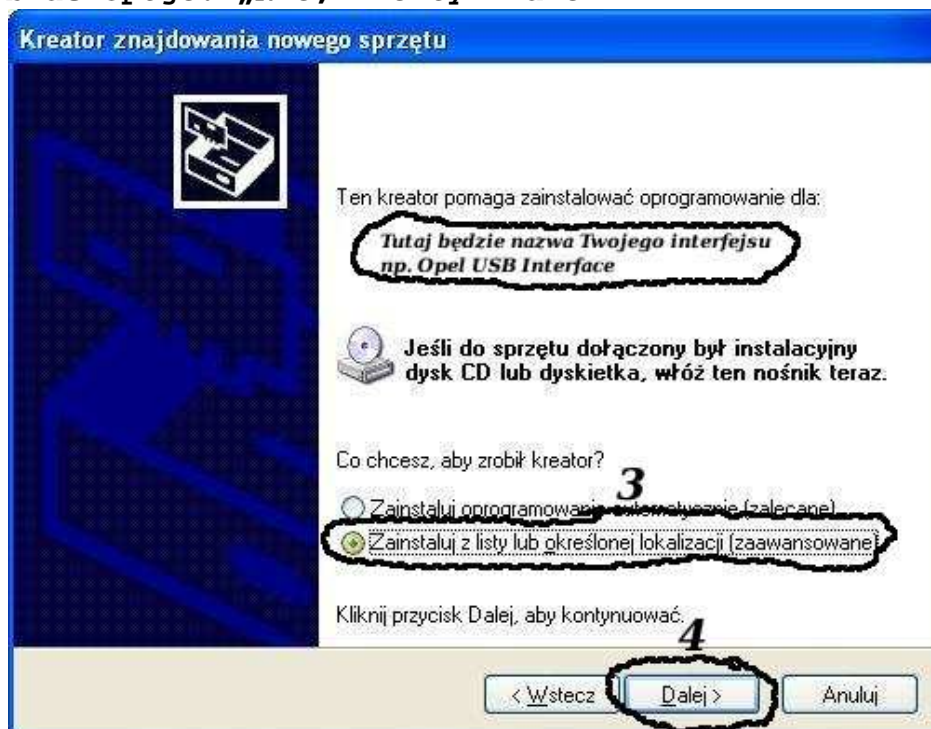 Kreator znajdowania nowego sprzętu
Ten kreator pomaga zainstalować oprogramowanie dla:
Tutaj będzie nazwa Twojego interfejsu
np. Opel USB Interface
Jeśli do sprzętu dołączony był instalacyjny
dysk CD lub dyskietka, włóż ten nośnik teraz.
Co chcesz, aby zrobił kreator?
3
Zainstaluj oprogramowanie automatycznie (zalecane)
Zainstaluj z listy lub określonej lokalizacji (zaawansowane)
Kliknij przycisk Dalej, aby kontynuować.
4
< Wstecz Dalej > Anuluj